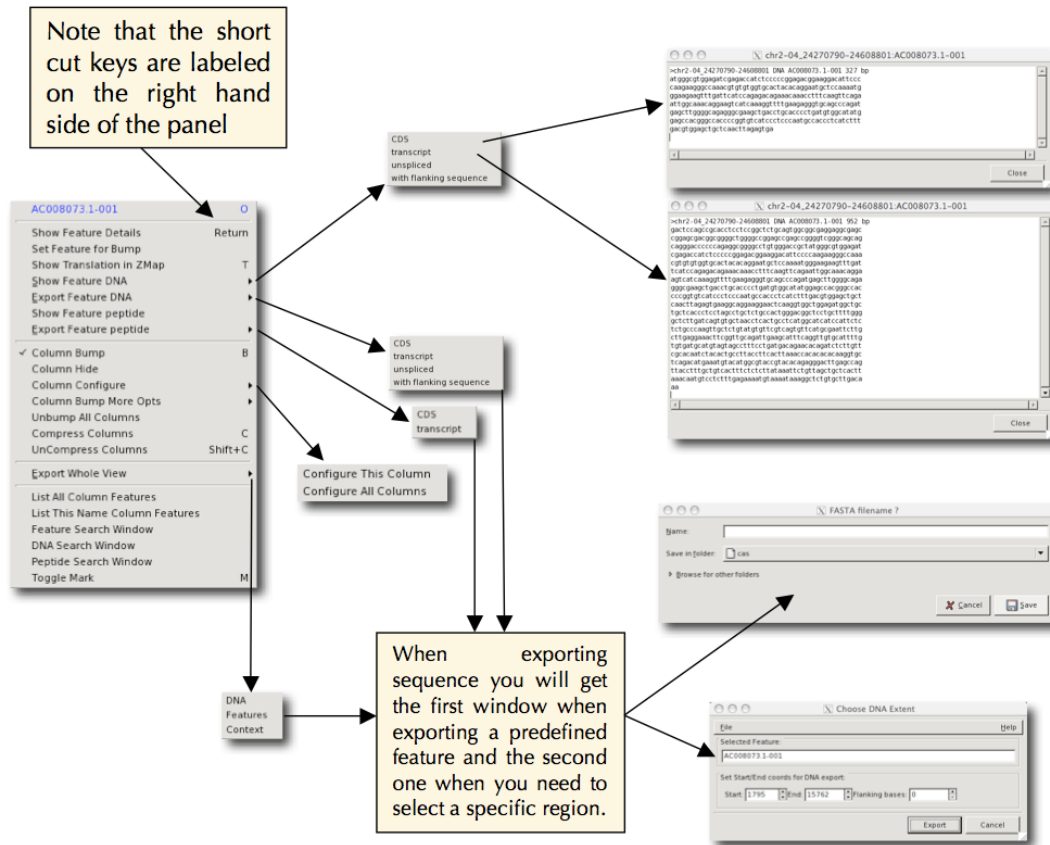 Note that the short
cut keys are labeled
on the right hand
side of the panel
AC008073.1-001 O
Show Feature Details Return
Set Feature for Bump
Show Translation in ZMap T
Show Feature DNA
Export Feature DNA
Show Feature peptide
Export Feature peptide
Column Bump B
Column Hide
Column Configure
Column Bump More Opts
Unbump All Columns
Compress Columns C
UnCompress Columns Shift+C
Export Whole View
List All Column Features
List This Name Column Features
Feature Search Window
DNA Search Window
Peptide Search Window
Toggle Mark M
CDS
transcript
unspliced
with flanking sequence
CDS
transcript
unspliced
with flanking sequence
CDS
transcript
Configure This Column
Configure All Columns
DNA
Features
Context
When exporting
sequence you will get
the first window when
exporting a predefined
feature and the second
one when you need to
select a specific region.
chr2-04_24270790-24608801:AC008073.1-001
>chr2-04_24270790-24608801 DNA AC008073.1-001 327 bp
atgggcgtggagatcgagaccatctcccccggagacggaaggacattcccc
caagaagggccaaacgtgtgtggtgcactacacaggaatgctccaaaatg
ggaagaagtttgattcatccagagacagaaacaaacctttcaagttcaga
attggcaaacaggaagtcatcaaaggttttgaagagggtgcagcccagat
gagcttggggcagagggcgaagctgacctgcacccctgatgtggcatatg
gagccacgggccaccccggtgtcatccctcccaatgccaccctcatcttt
gacgtggagctgctcaacttagagtga
Close
chr2-04_24270790-24608801:AC008073.1-001
>chr2-04_24270790-24608801 DNA AC008073.1-001 952 bp
Close
FASTA filename ?
Name:
Save in folder: cas
Browse for other folders
Cancel Save
Choose DNA Extent
File Help
Selected Feature:
AC008073.1-001
Set Start/End coords for DNA export:
Start: 1795 End: 15762 Flanking bases: 0
Export Cancel